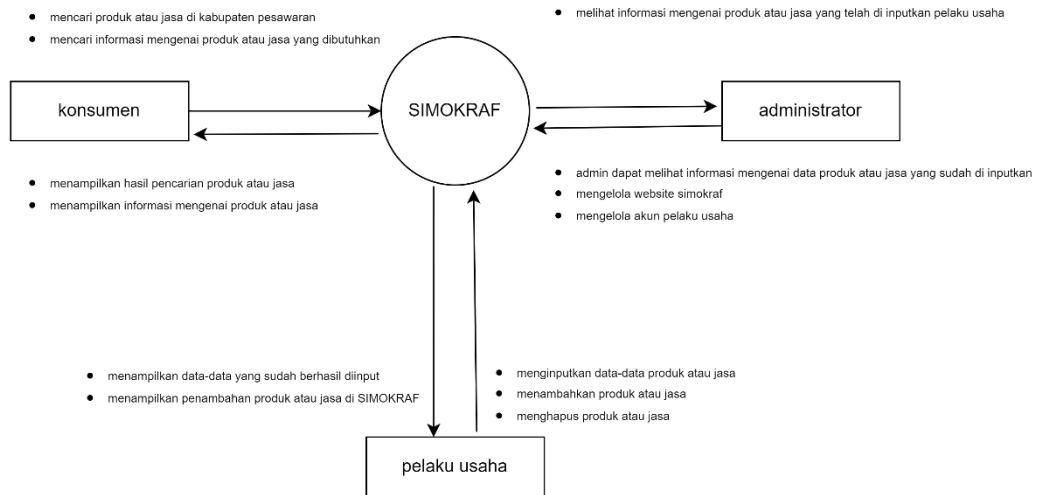 mencari produk atau jasa di kabupaten pesawaran
mencari informasi mengenai produk atau jasa yang dibutuhkan
melihat informasi mengenai produk atau jasa yang telah di inputkan pelaku usaha
konsumen
SIMOKRAF
administrator
menampilkan hasil pencarian produk atau jasa
menampilkan informasi mengenai produk atau jasa
admin dapat melihat informasi mengenai data produk atau jasa yang sudah di inputkan
mengelola website simokraf
mengelola akun pelaku usaha
menampilkan data-data yang sudah berhasil diinput
menampilkan penambahan produk atau jasa di SIMOKRAF
menginputkan data-data produk atau jasa
menambahkan produk atau jasa
menghapus produk atau jasa
pelaku usaha